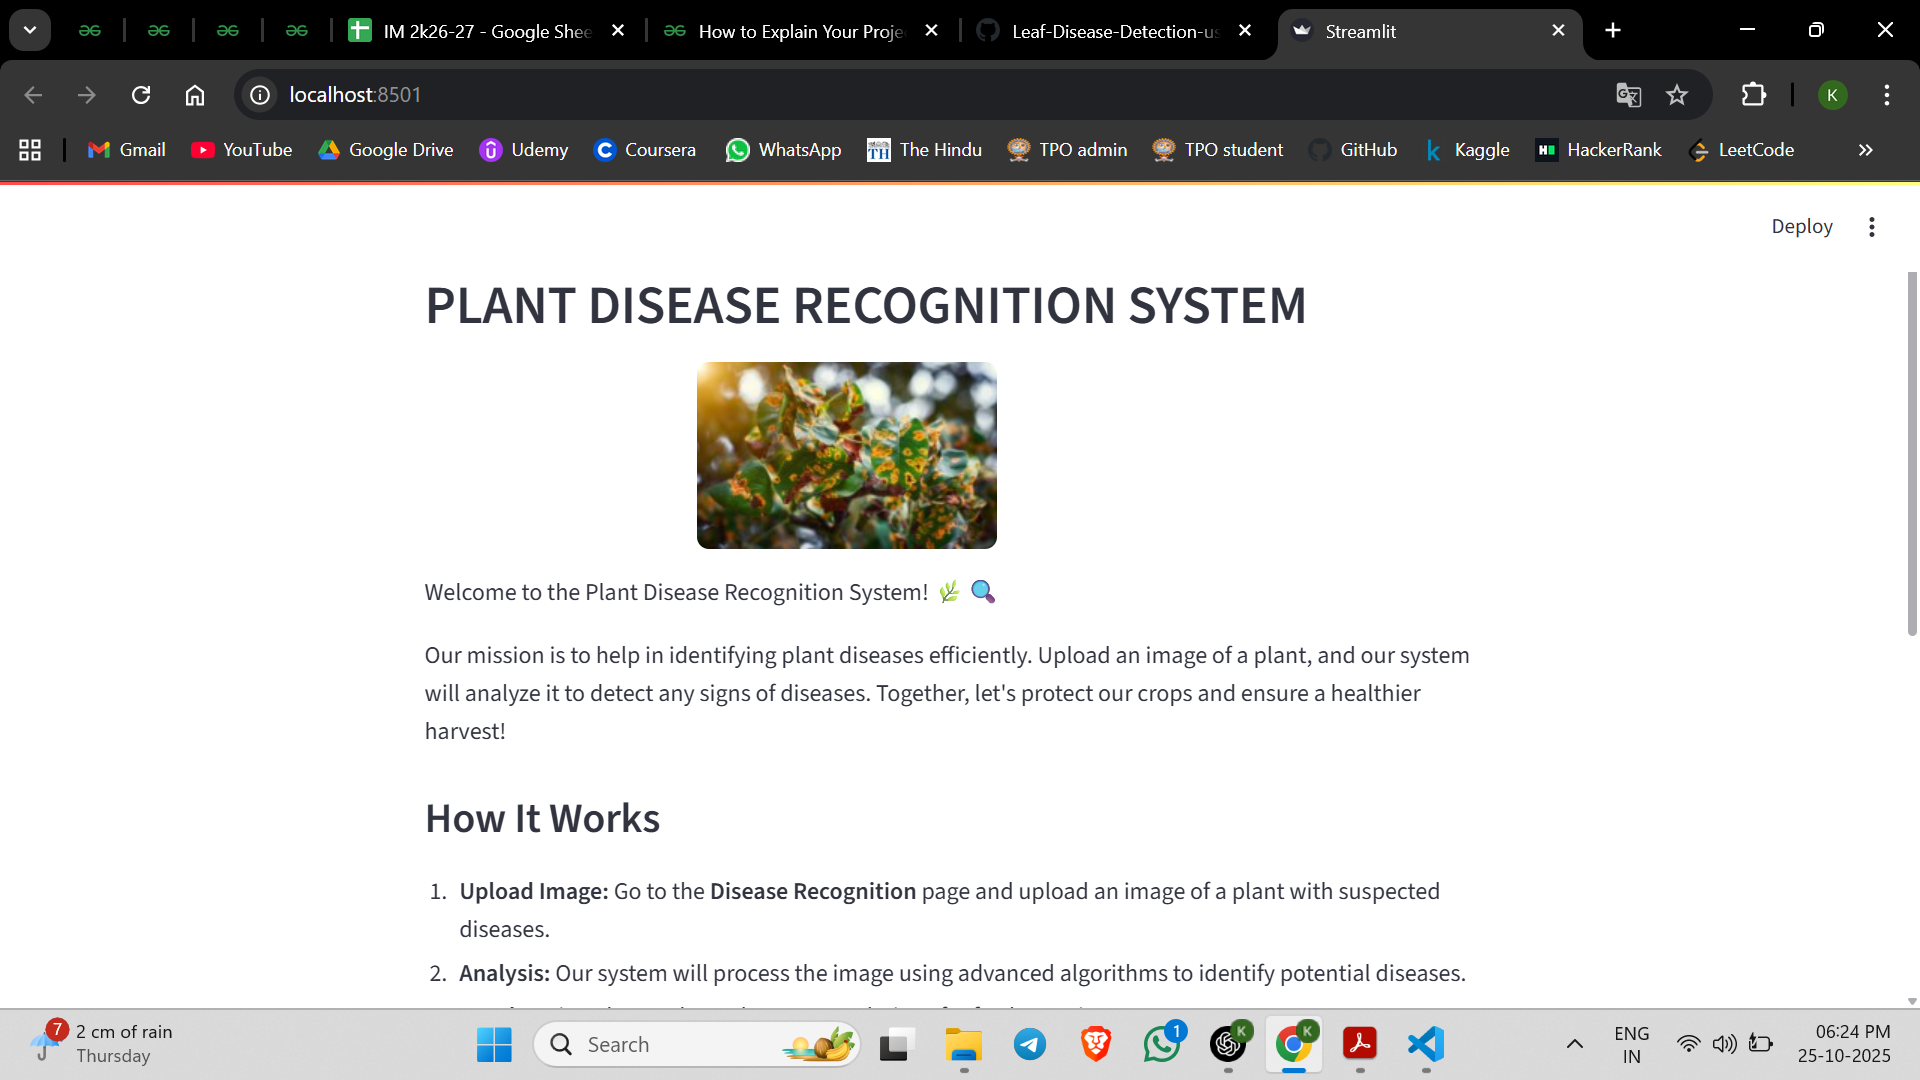 IM 2k26-27 - Google Shee
How to Explain Your Proje
Leaf-Disease-Detection-us
Streamlit
localhost:8501
K
Gmail
YouTube
Google Drive
Udemy
Coursera
WhatsApp
TH The Hindu
TPO admin
TPO student
GitHub
Kaggle
HackerRank
LeetCode
Deploy
PLANT DISEASE RECOGNITION SYSTEM
Welcome to the Plant Disease Recognition System! 🌿 🔍
Our mission is to help in identifying plant diseases efficiently. Upload an image of a plant, and our system
will analyze it to detect any signs of diseases. Together, let's protect our crops and ensure a healthier
harvest!
How It Works
1. Upload Image: Go to the Disease Recognition page and upload an image of a plant with suspected
diseases.
2. Analysis: Our system will process the image using advanced algorithms to identify potential diseases.
7
2 cm of rain
Thursday
Search
1
K
K
ENG
IN
06:24 PM
25-10-2025